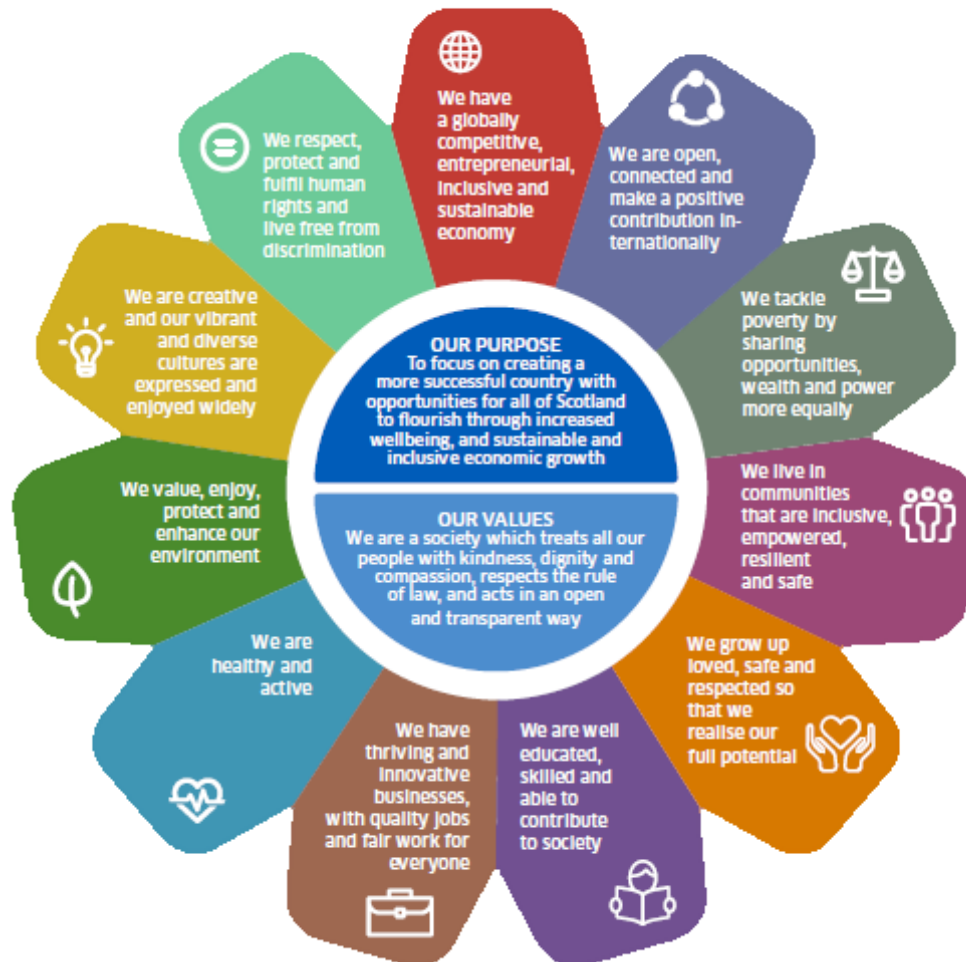 We have
a globally
competitive,
entrepreneurial,
inclusive and
sustainable
economy
We are open,
connected and
make a positive
contribution in-
ternationally
We tackle
poverty by
sharing
opportunities,
wealth and power
more equally
We live in
communities
that are inclusive,
empowered,
resilient
and safe
We grow up
loved, safe and
respected so
that we
realise our
full potential
We are well
educated,
skilled and
able to
contribute
to society
We have
thriving and
innovative
businesses,
with quality jobs
and fair work for
everyone
We are
healthy and
active
We value, enjoy,
protect and
enhance our
environment
We are creative
and our vibrant
and diverse
cultures are
expressed and
enjoyed widely
We respect,
protect and
fulfil human
rights and
live free from
discrimination
OUR PURPOSE
To focus on creating a
more successful country with
opportunities for all of Scotland
to flourish through increased
wellbeing, and sustainable and
inclusive economic growth
OUR VALUES
We are a society which treats all our
people with kindness, dignity and
compassion, respects the rule
of law, and acts in an open
and transparent way